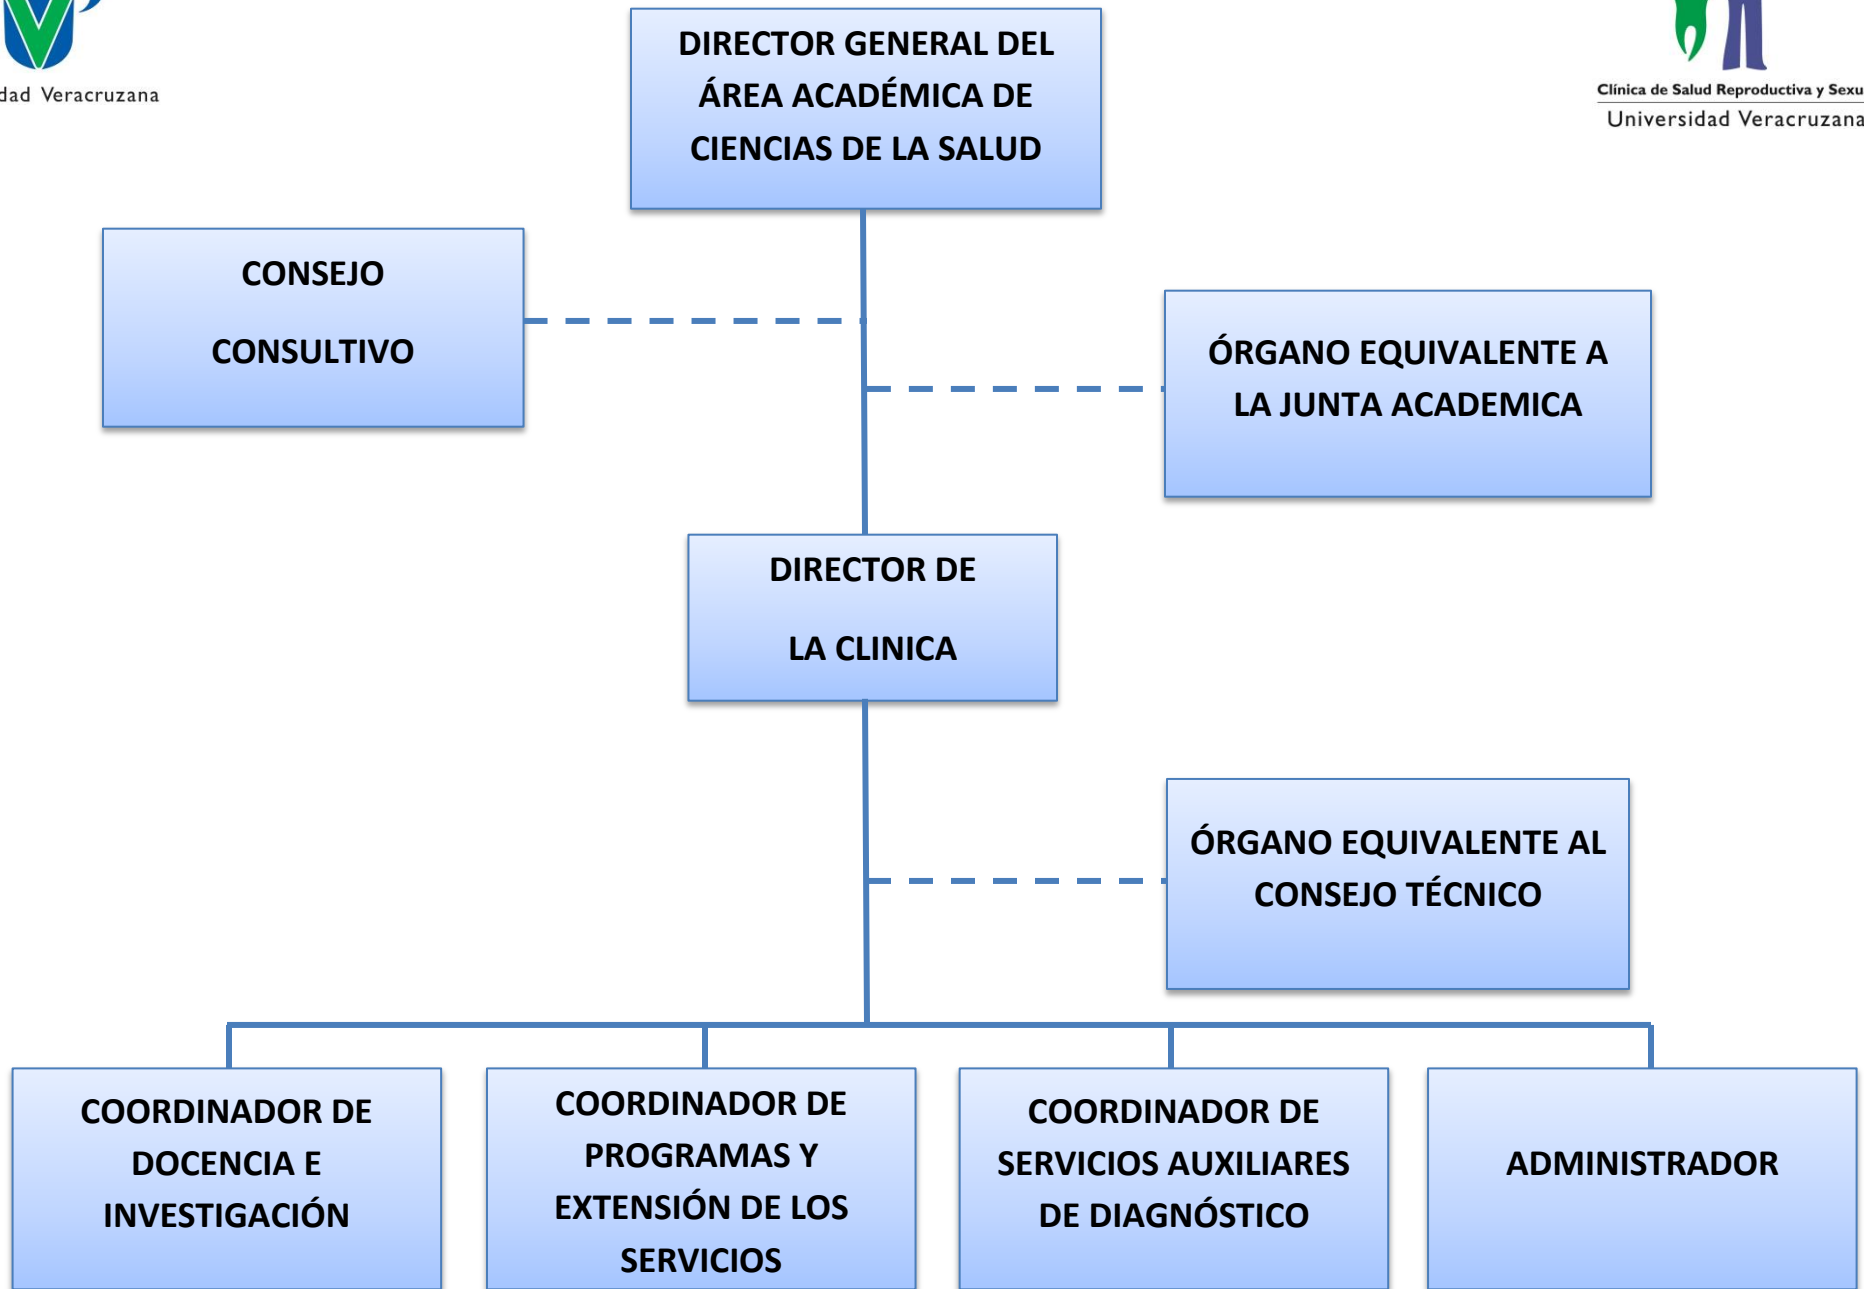 dad Veracruzana
Clínica de Salud Reproductiva y Sexu
Universidad Veracruzana
DIRECTOR GENERAL DEL
ÁREA ACADÉMICA DE
CIENCIAS DE LA SALUD
CONSEJO
CONSULTIVO
ÓRGANO EQUIVALENTE A
LA JUNTA ACADEMICA
DIRECTOR DE
LA CLINICA
ÓRGANO EQUIVALENTE AL
CONSEJO TÉCNICO
COORDINADOR DE
DOCENCIA E
INVESTIGACIÓN
COORDINADOR DE
PROGRAMAS Y
EXTENSIÓN DE LOS
SERVICIOS
COORDINADOR DE
SERVICIOS AUXILIARES
DE DIAGNÓSTICO
ADMINISTRADOR